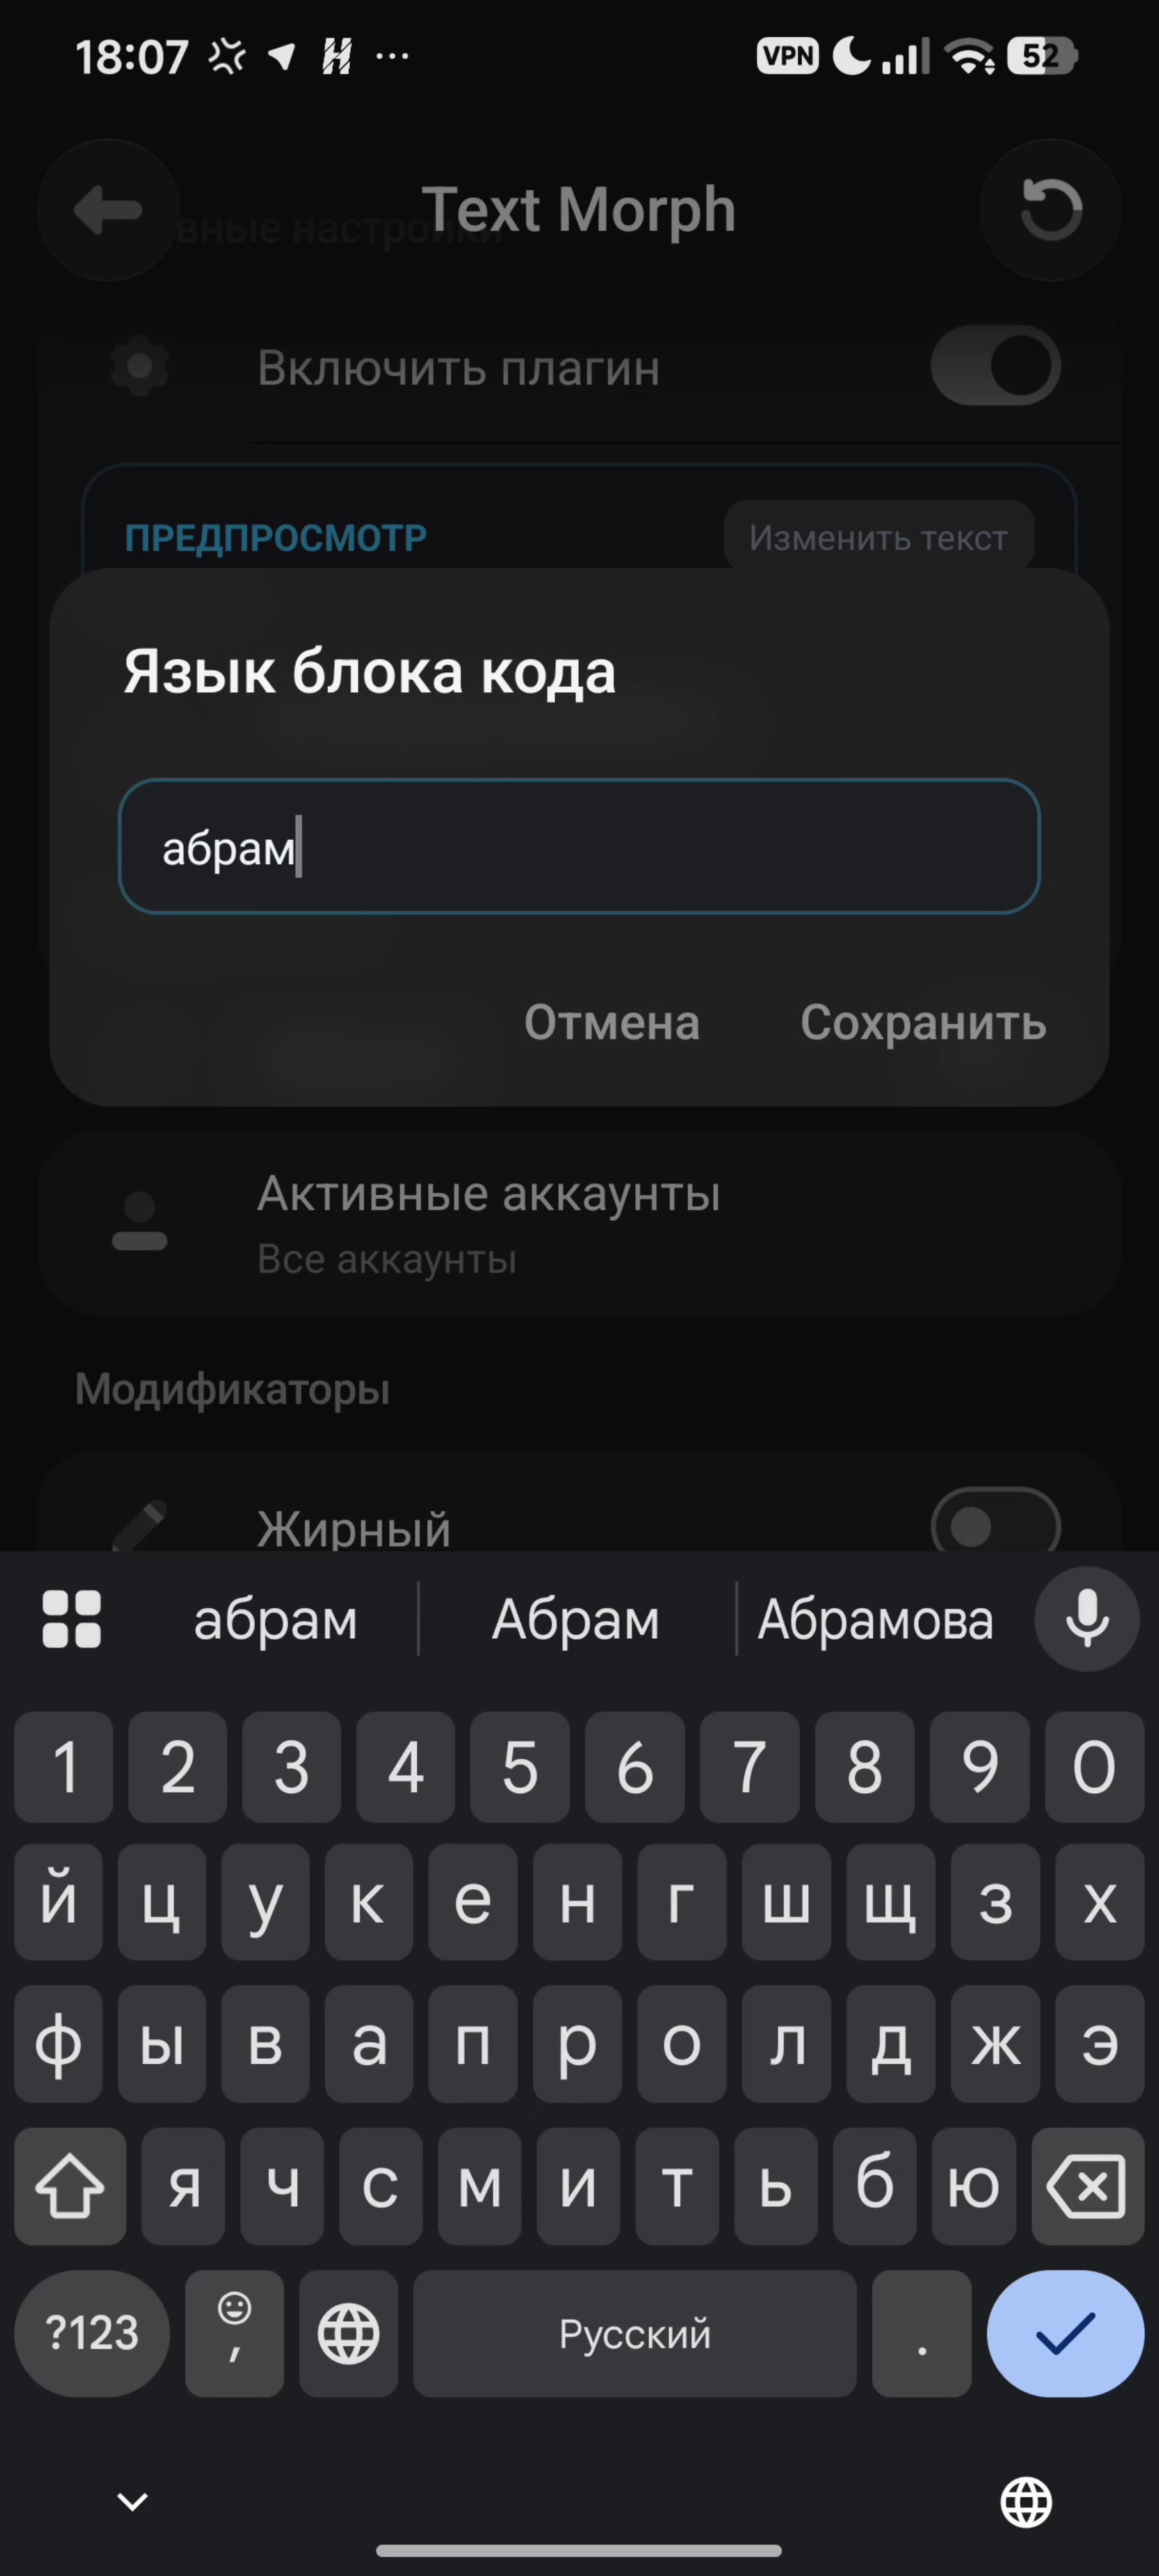 18:07 ... VPN 52
вные настройки
Text Morph
Включить плагин
ПРЕДПРОСМОТР
Изменить текст
Язык блока кода
абрам
Отмена
Сохранить
Активные аккаунты
Все аккаунты
Модификаторы
Жирный
абрам Абрам Абрамова
1 2 3 4 5 6 7 8 9 0
й ц у к е н г ш щ з х
ф ы в а п р о л д ж э
я ч с м и т ь б ю
?123 , Русский .